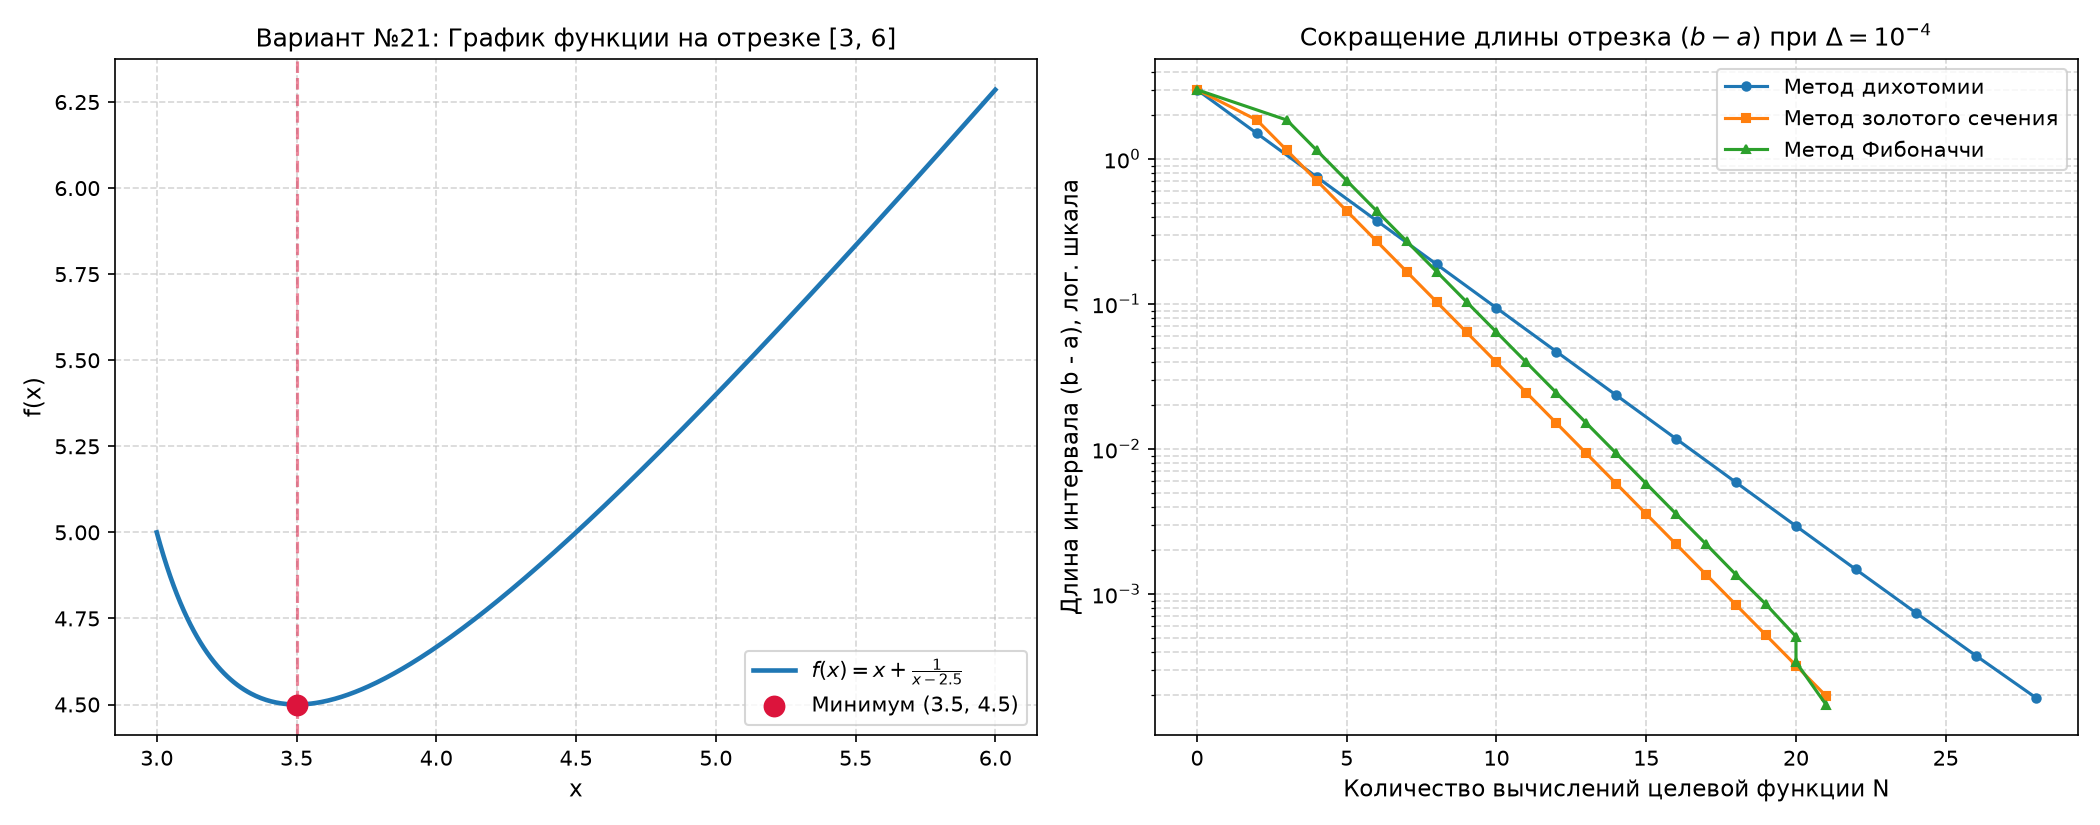 Вариант №21: График функции на отрезке [3, 6]
f(x)
6.25
6.00
5.75
5.50
5.25
5.00
4.75
4.50
3.0 3.5 4.0 4.5 5.0 5.5 6.0
x
f(x) = x + 1/(x−2.5)
Минимум (3.5, 4.5)
Сокращение длины отрезка (b − a) при Δ = 10⁻⁴
Длина интервала (b - a), лог. шкала
10⁰
10⁻¹
10⁻²
10⁻³
0 5 10 15 20 25
Количество вычислений целевой функции N
Метод дихотомии
Метод золотого сечения
Метод Фибоначчи